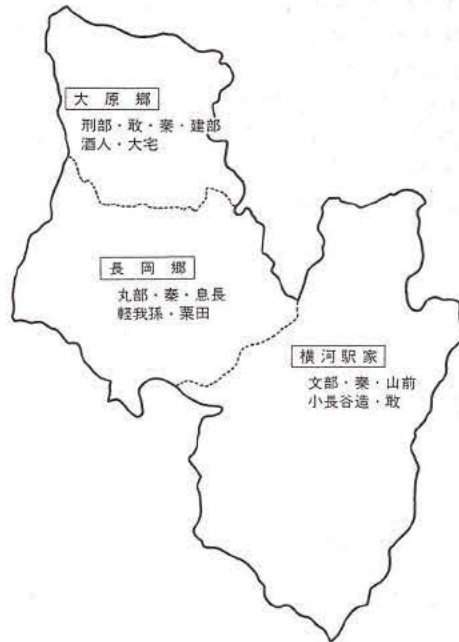 大原郷
刑部・敢・秦・建部
酒人・大宅
長岡郷
丸部・秦・息長
軽我孫・粟田
横河駅家
文部・秦・山前
小長谷造・敢